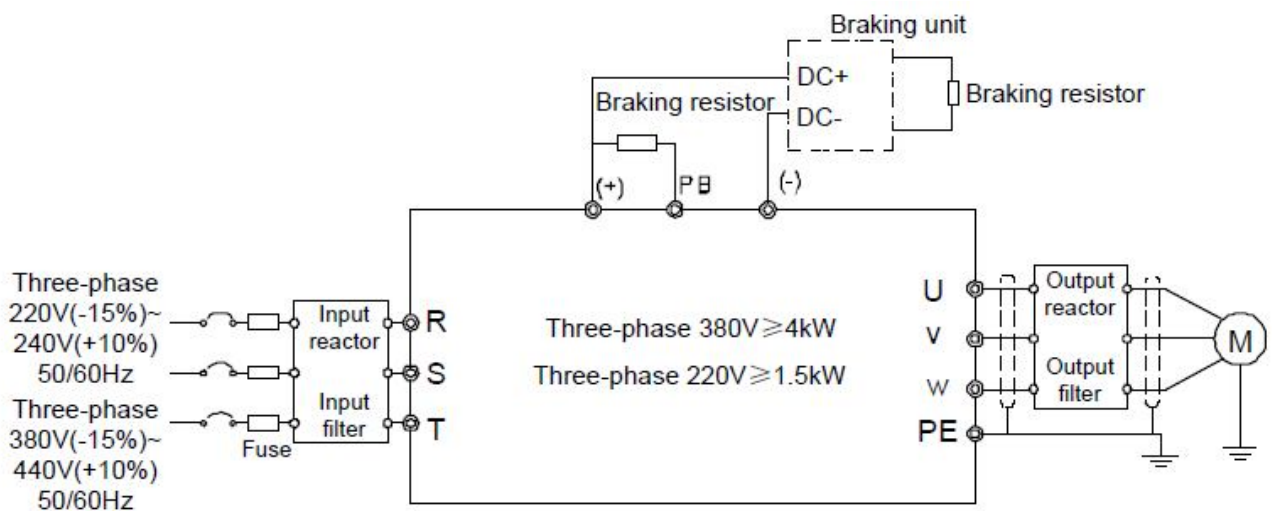 Braking unit
DC+
DC-
Braking resistor
Braking resistor
(+)
PB
(-)
Three-phase
220V(-15%)~
240V(+10%)
50/60Hz
Three-phase
380V(-15%)~
440V(+10%)
50/60Hz
Fuse
Input
reactor
Input
filter
R
S
T
Three-phase 380V≥4kW
Three-phase 220V≥1.5kW
U
V
W
PE
Output
reactor
Output
filter
M